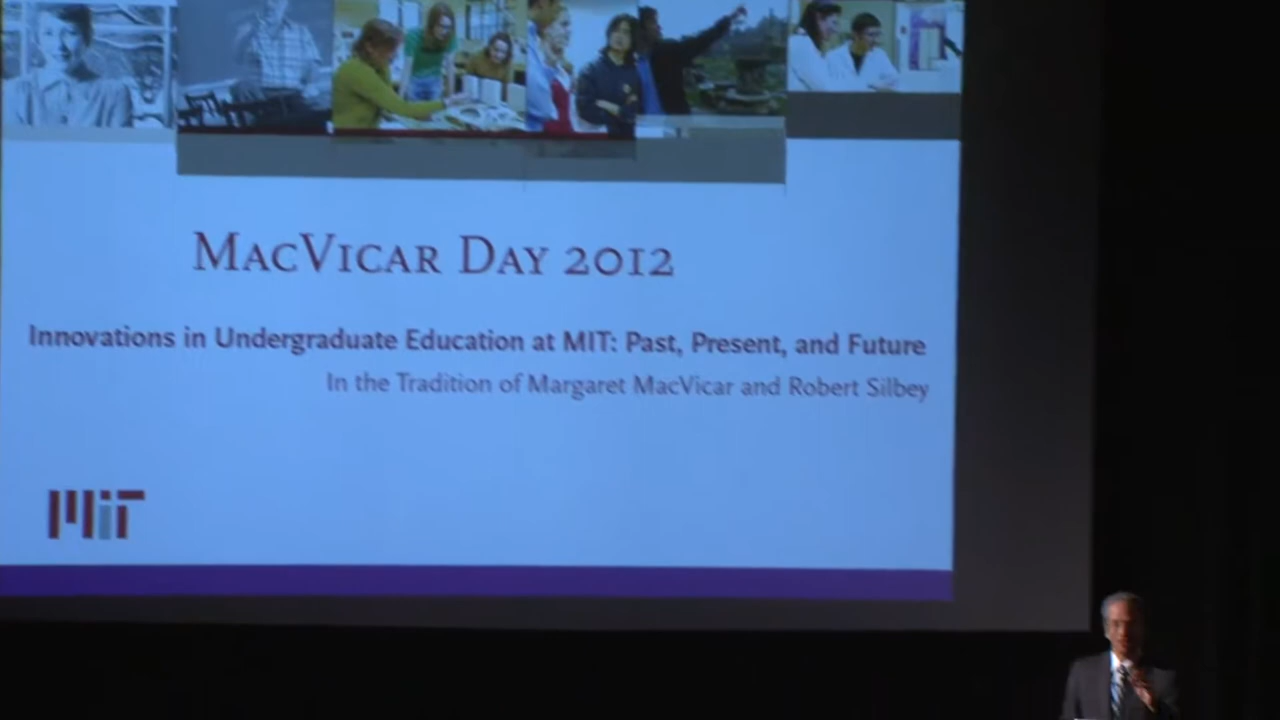 MacVicar Day 2012
Innovations in Undergraduate Education at MIT: Past, Present, and Future
In the Tradition of Margaret MacVicar and Robert Silbey
MIT